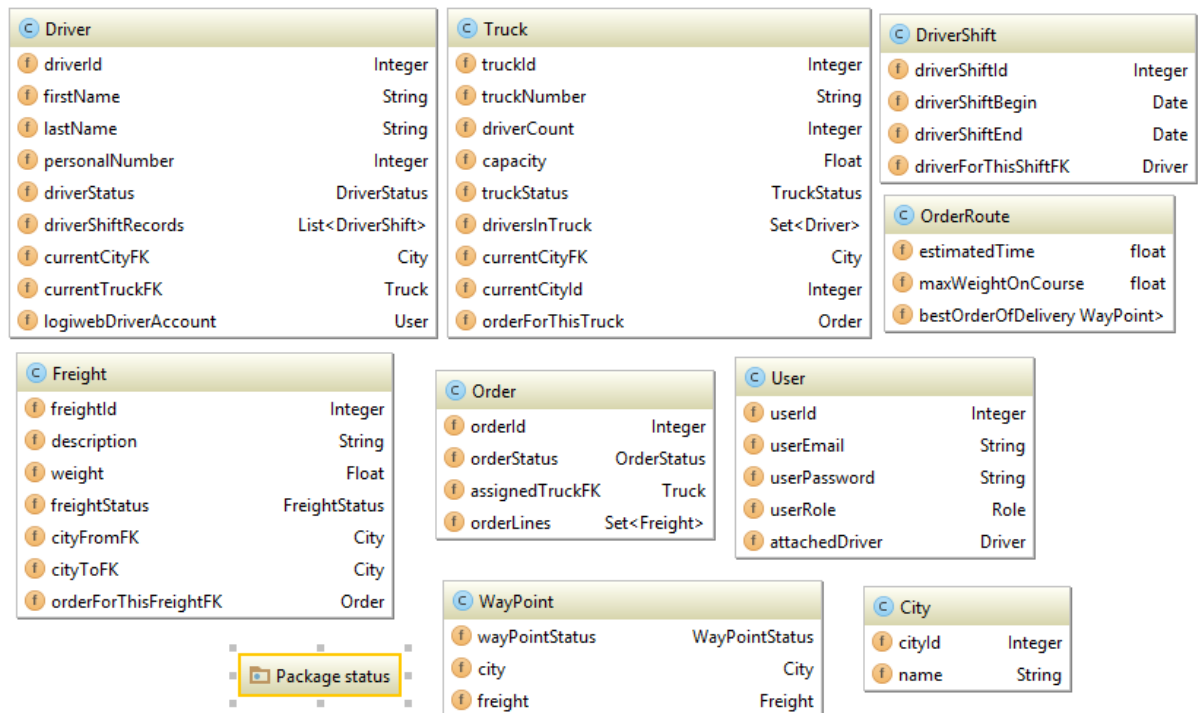 C Driver
f driverId Integer
f firstName String
f lastName String
f personalNumber Integer
f driverStatus DriverStatus
f driverShiftRecords List<DriverShift>
f currentCityFK City
f currentTruckFK Truck
f logiwebDriverAccount User
C Truck
f truckId Integer
f truckNumber String
f driverCount Integer
f capacity Float
f truckStatus TruckStatus
f driversInTruck Set<Driver>
f currentCityFK City
f currentCityId Integer
f orderForThisTruck Order
C DriverShift
f driverShiftId Integer
f driverShiftBegin Date
f driverShiftEnd Date
f driverForThisShiftFK Driver
C OrderRoute
f estimatedTime float
f maxWeightOnCourse float
f bestOrderOfDelivery WayPoint>
C Freight
f freightId Integer
f description String
f weight Float
f freightStatus FreightStatus
f cityFromFK City
f cityToFK City
f orderForThisFreightFK Order
C Order
f orderId Integer
f orderStatus OrderStatus
f assignedTruckFK Truck
f orderLines Set<Freight>
C User
f userId Integer
f userEmail String
f userPassword String
f userRole Role
f attachedDriver Driver
Package status
C WayPoint
f wayPointStatus WayPointStatus
f city City
f freight Freight
C City
f cityId Integer
f name String